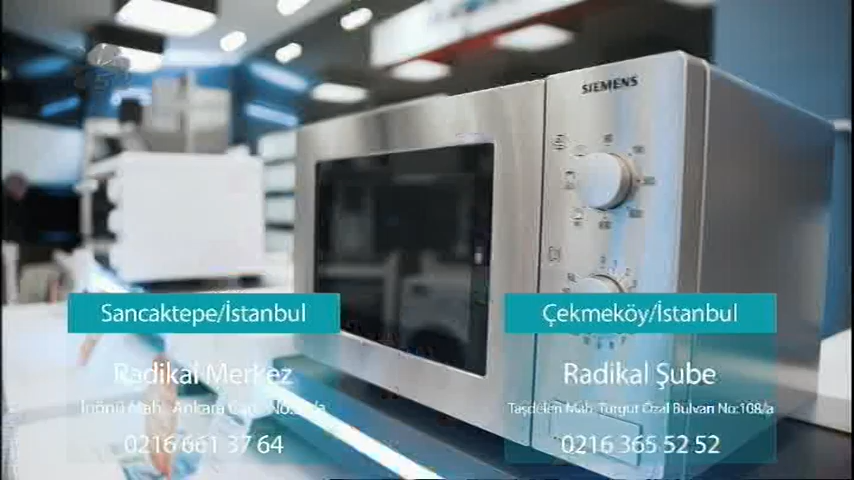 SIEMENS
Sancaktepe/İstanbul
Radikal Merkez
İnönü Mah. Ankara Cad.
0216 661 37 64
Çekmeköy/İstanbul
Radikal Şube
Taşdelen Mah. Turgut Özal Bulvarı No:108/a
0216 365 52 52